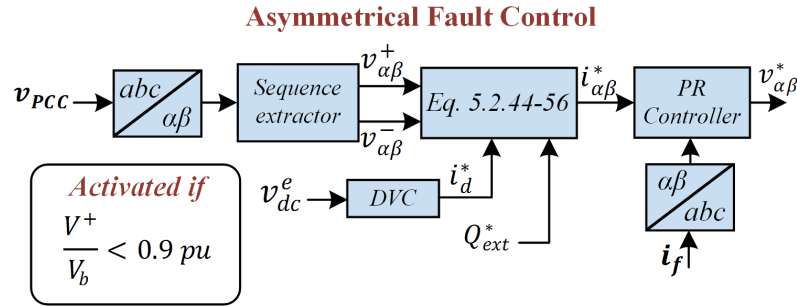 Asymmetrical Fault Control
v_PCC
abc
αβ
Sequence
extractor
v⁺_αβ
v⁻_αβ
Eq. 5.2.44-56
i*_αβ
PR
Controller
v*_αβ
Activated if
V⁺
V_b
< 0.9 pu
v^e_dc
DVC
i*_d
Q*_ext
αβ
abc
i_f